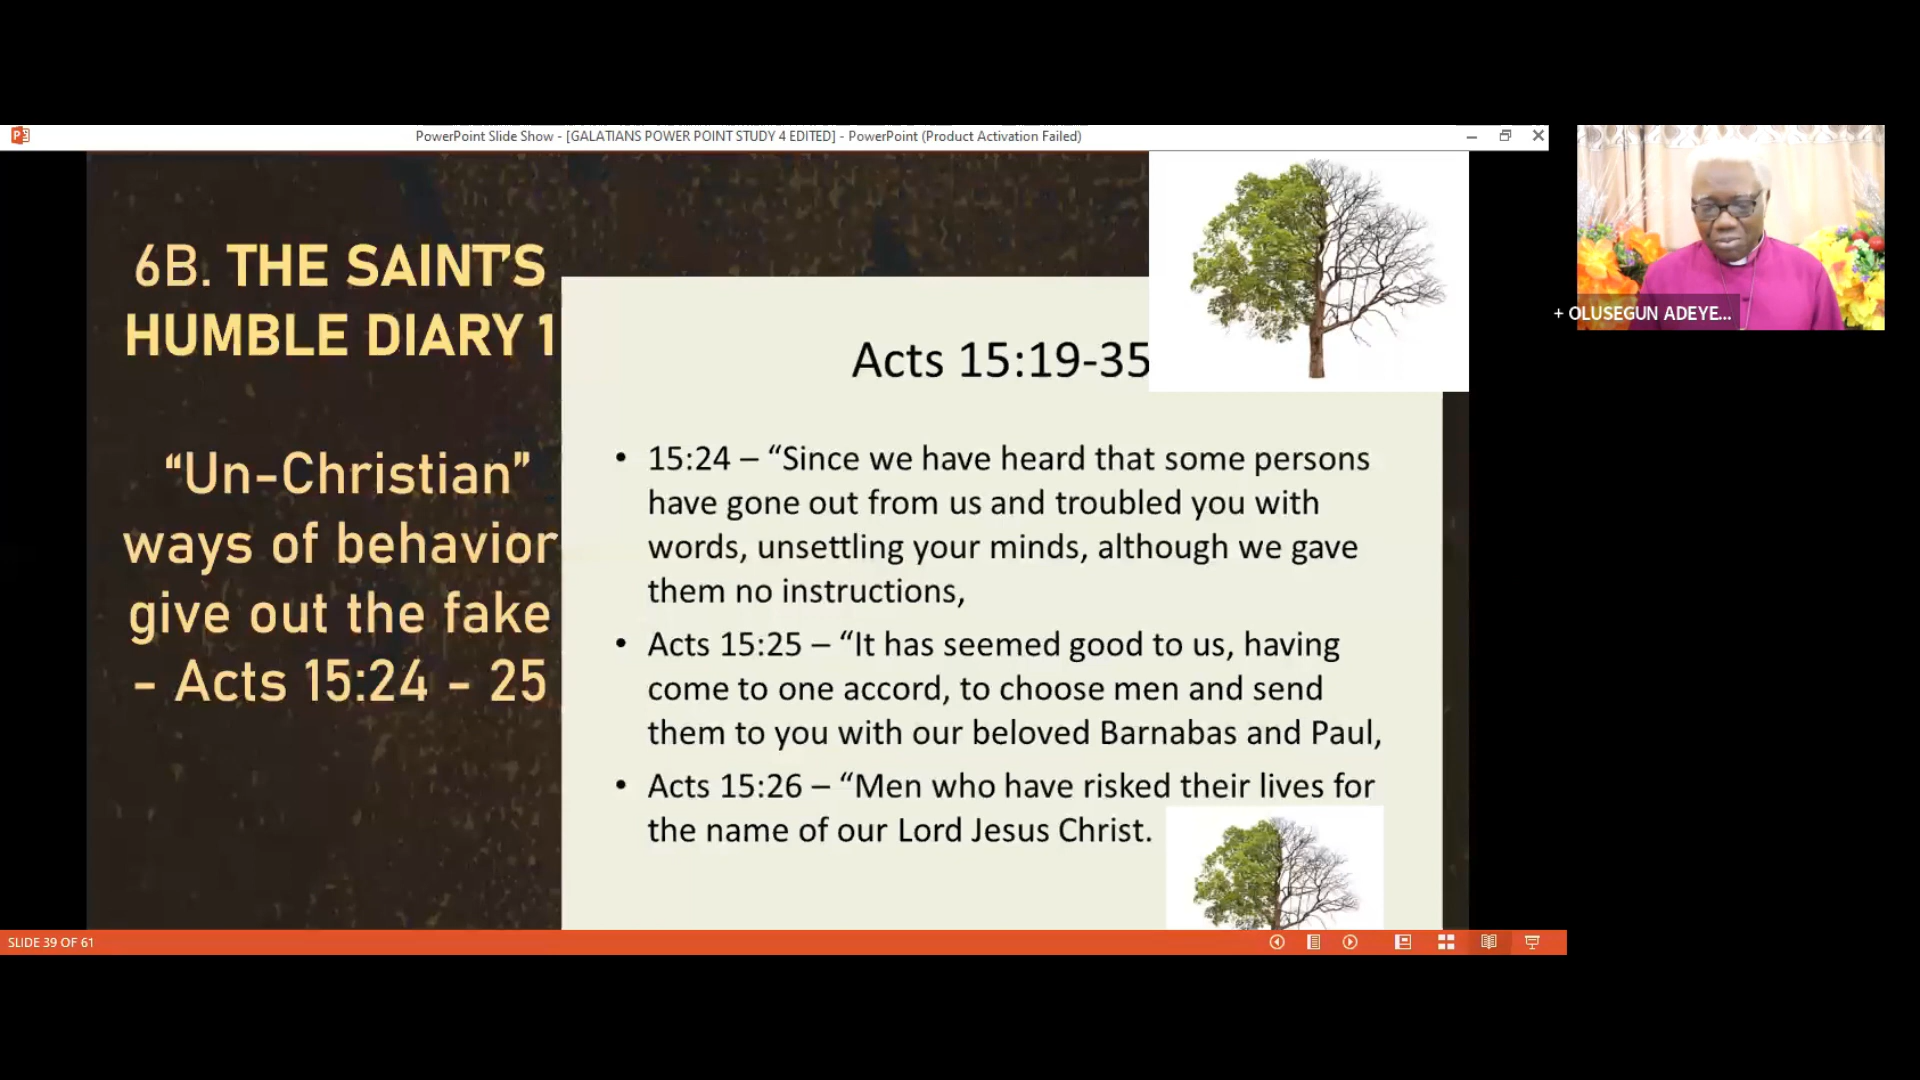 PowerPoint Slide Show - [GALATIANS POWER POINT STUDY 4 EDITED] - PowerPoint (Product Activation Failed)
6B. THE SAINT'S
HUMBLE DIARY 1
“Un-Christian”
ways of behavior
give out the fake
- Acts 15:24 - 25
Acts 15:19-35
• 15:24 – “Since we have heard that some persons
have gone out from us and troubled you with
words, unsettling your minds, although we gave
them no instructions,
• Acts 15:25 – “It has seemed good to us, having
come to one accord, to choose men and send
them to you with our beloved Barnabas and Paul,
• Acts 15:26 – “Men who have risked their lives for
the name of our Lord Jesus Christ.
+ OLUSEGUN ADEYE...
SLIDE 39 OF 61